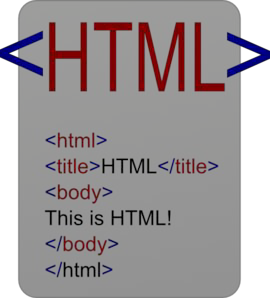 <HTML>
<html>
<title>HTML</title>
<body>
This is HTML!
</body>
</html>